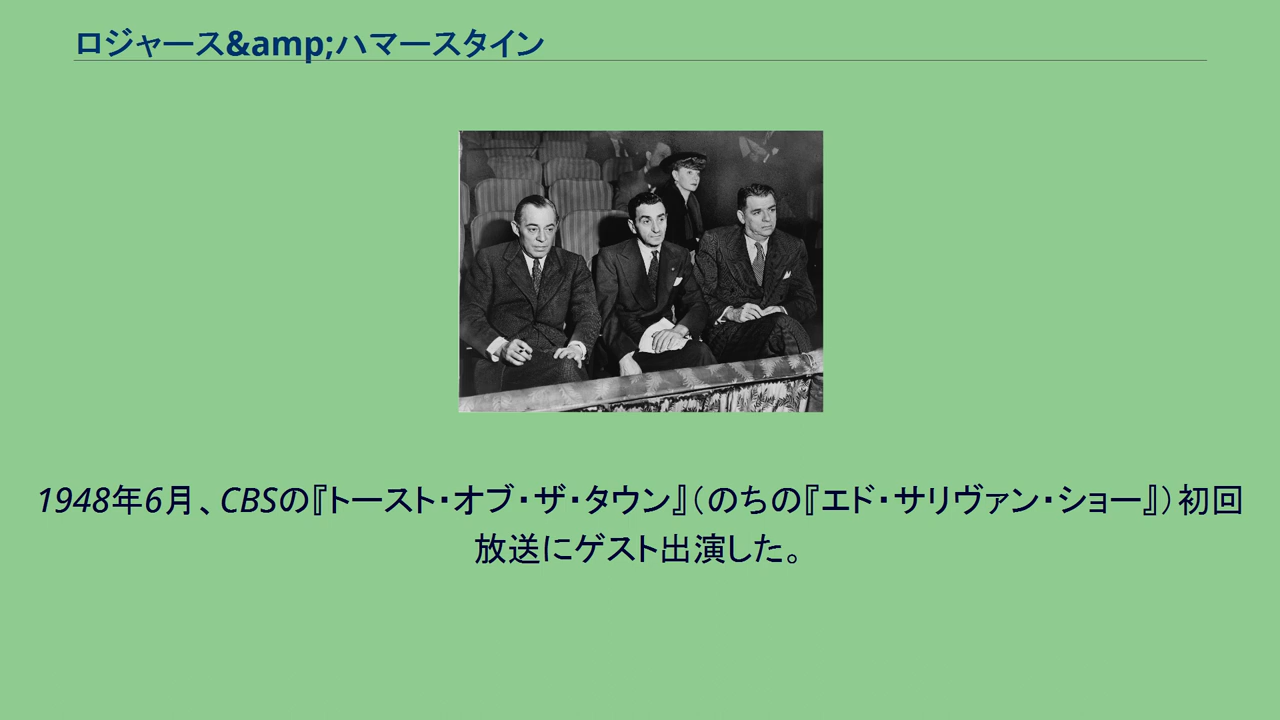 ロジャース&amp;ハマースタイン
1948年6月、CBSの『トースト・オブ・ザ・タウン』（のちの『エド・サリヴァン・ショー』）初回
放送にゲスト出演した。